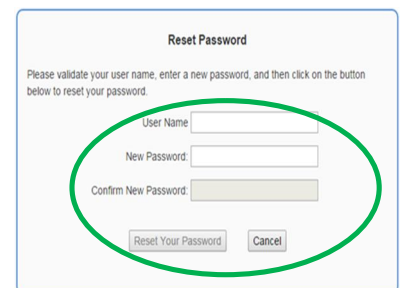 Reset Password
Please validate your user name, enter a new password, and then click on the button
below to reset your password.
User Name
New Password:
Confirm New Password:
Reset Your Password Cancel